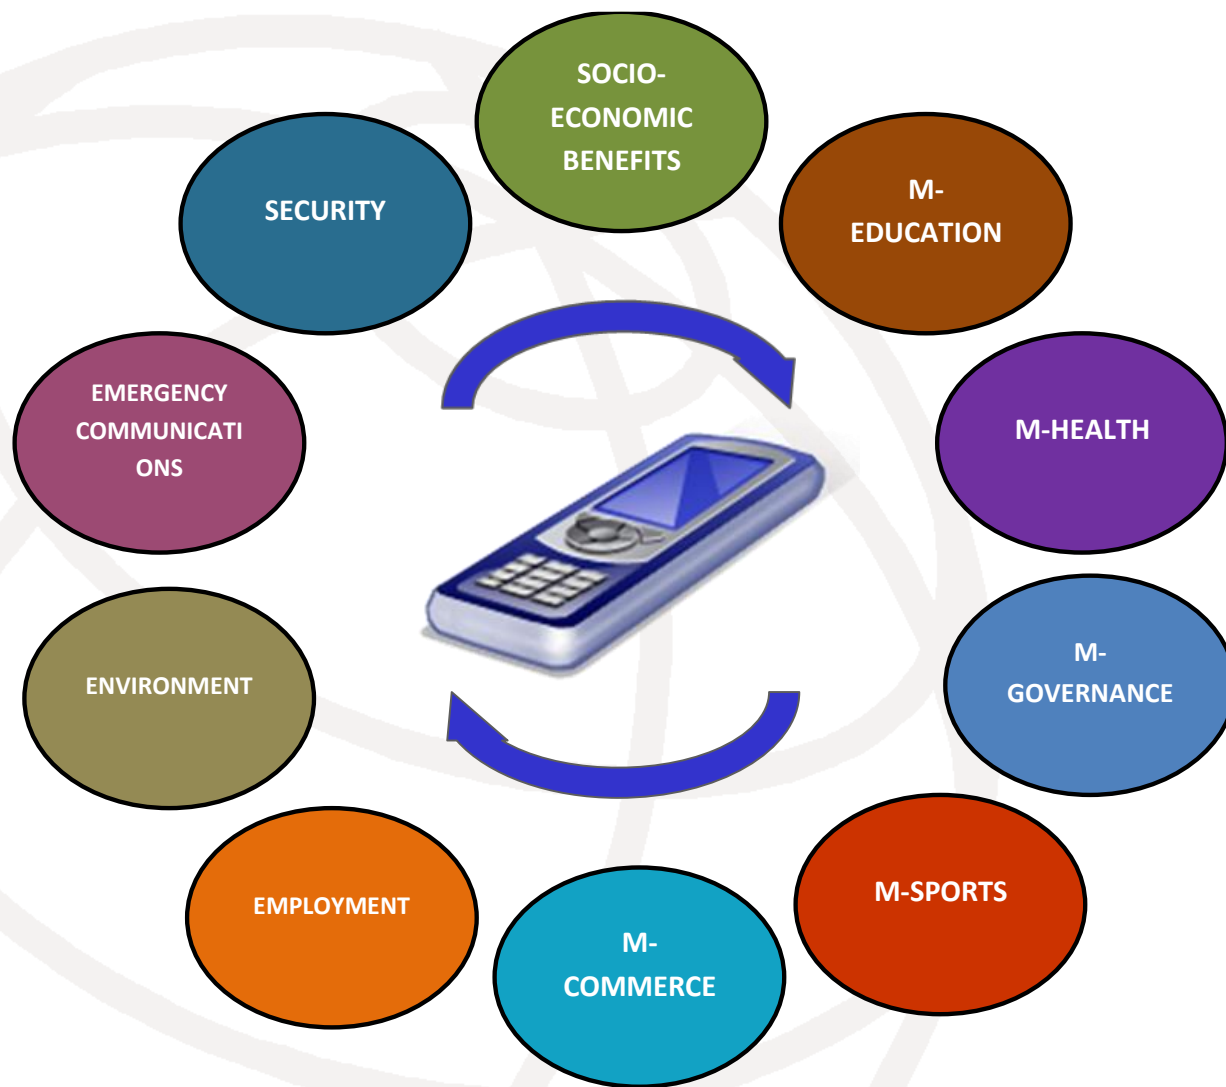 SOCIO-
ECONOMIC
BENEFITS
M-
EDUCATION
M-HEALTH
M-
GOVERNANCE
M-SPORTS
M-
COMMERCE
EMPLOYMENT
ENVIRONMENT
EMERGENCY
COMMUNICATI
ONS
SECURITY